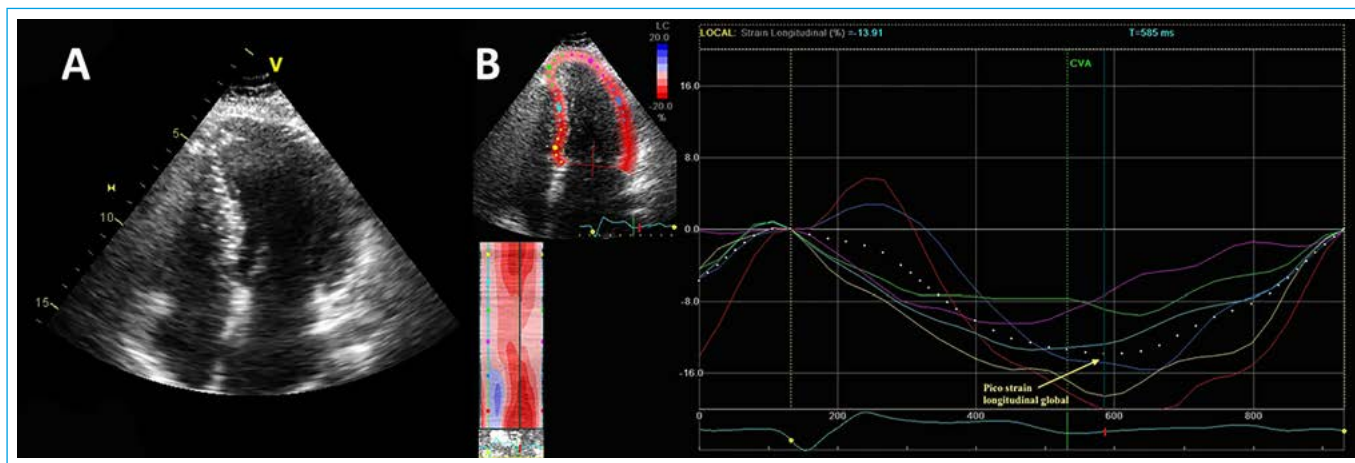 A
V
5
10
15
B
LC
20.0
-20.0
%
LOCAL: Strain Longitudinal (%) =-13.91
T=585 ms
CVA
16.0
8.0
0.0
-8.0
-16.0
Pico strain
longitudinal global
0
200
400
600
800